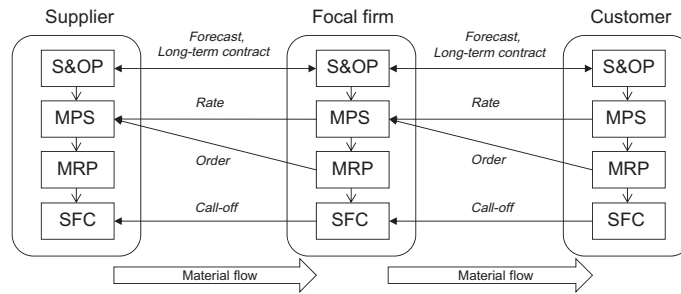 Supplier
Focal firm
Customer
Forecast,
Long-term contract
Forecast,
Long-term contract
S&OP
S&OP
S&OP
Rate
Rate
MPS
MPS
MPS
Order
Order
MRP
MRP
MRP
Call-off
Call-off
SFC
SFC
SFC
Material flow
Material flow